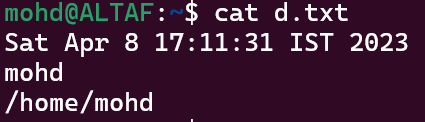 mohd@ALTAF:~$ cat d.txt
Sat Apr 8 17:11:31 IST 2023
mohd
/home/mohd